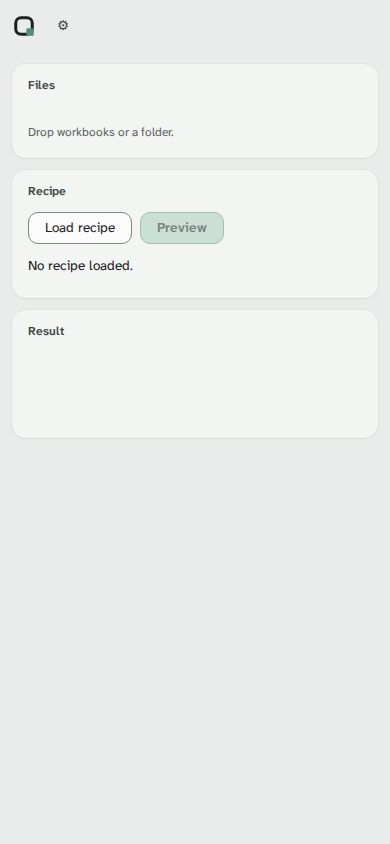 Files
Drop workbooks or a folder.
Recipe
Load recipe
Preview
No recipe loaded.
Result